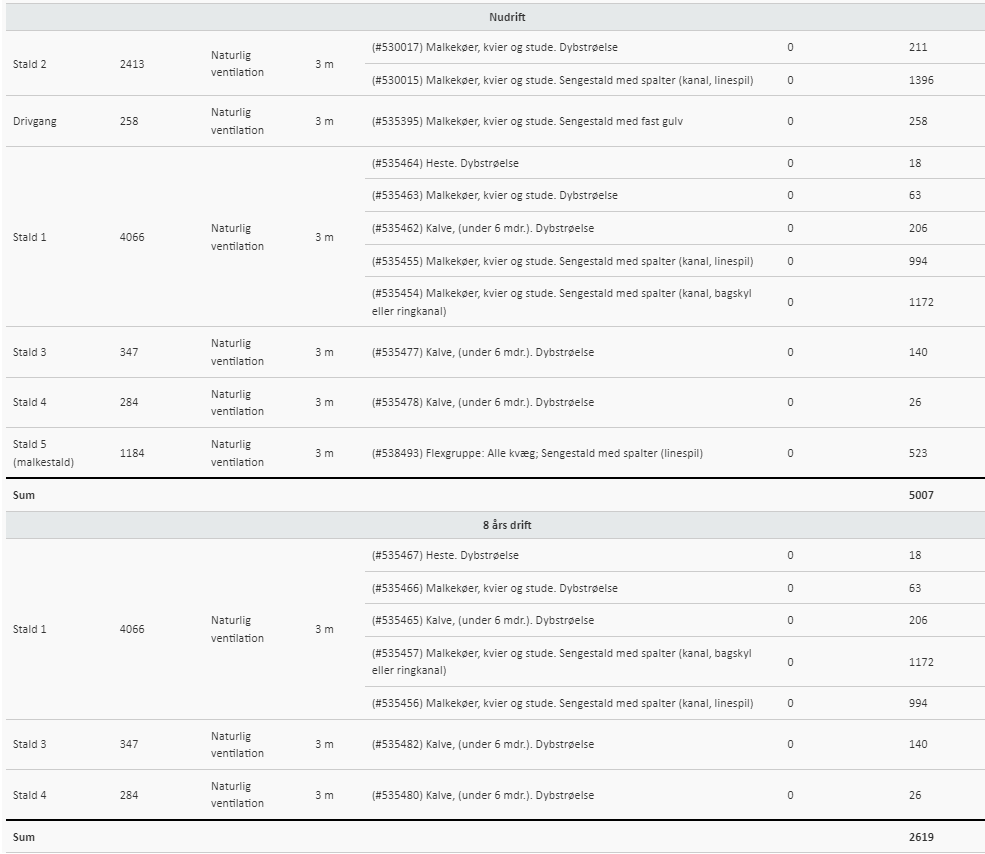 Nudrift
Stald 2 2413 Naturlig ventilation 3 m (#530017) Malkekøer, kvier og stude. Dybstrøelse 0 211
(#530015) Malkekøer, kvier og stude. Sengestald med spalter (kanal, linespil) 0 1396
Drivgang 258 Naturlig ventilation 3 m (#535395) Malkekøer, kvier og stude. Sengestald med fast gulv 0 258
Stald 1 4066 Naturlig ventilation 3 m (#535464) Heste. Dybstrøelse 0 18
(#535463) Malkekøer, kvier og stude. Dybstrøelse 0 63
(#535462) Kalve, (under 6 mdr.). Dybstrøelse 0 206
(#535455) Malkekøer, kvier og stude. Sengestald med spalter (kanal, linespil) 0 994
(#535454) Malkekøer, kvier og stude. Sengestald med spalter (kanal, bagskyl
eller ringkanal) 0 1172
Stald 3 347 Naturlig ventilation 3 m (#535477) Kalve, (under 6 mdr.). Dybstrøelse 0 140
Stald 4 284 Naturlig ventilation 3 m (#535478) Kalve, (under 6 mdr.). Dybstrøelse 0 26
Stald 5 (malkestald) 1184 Naturlig ventilation 3 m (#538493) Flexgruppe: Alle kvæg; Sengestald med spalter (linespil) 0 523
Sum 5007
8 års drift
Stald 1 4066 Naturlig ventilation 3 m (#535467) Heste. Dybstrøelse 0 18
(#535466) Malkekøer, kvier og stude. Dybstrøelse 0 63
(#535465) Kalve, (under 6 mdr.). Dybstrøelse 0 206
(#535457) Malkekøer, kvier og stude. Sengestald med spalter (kanal, bagskyl
eller ringkanal) 0 1172
(#535456) Malkekøer, kvier og stude. Sengestald med spalter (kanal, linespil) 0 994
Stald 3 347 Naturlig ventilation 3 m (#535482) Kalve, (under 6 mdr.). Dybstrøelse 0 140
Stald 4 284 Naturlig ventilation 3 m (#535480) Kalve, (under 6 mdr.). Dybstrøelse 0 26
Sum 2619